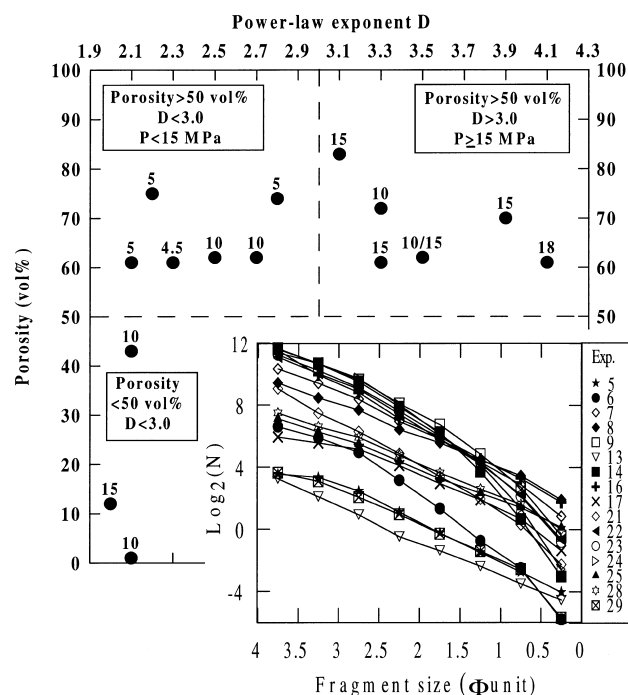 Power-law exponent D
1.9 2.1 2.3 2.5 2.7 2.9 3.1 3.3 3.5 3.7 3.9 4.1 4.3
100 100
Porosity>50 vol% Porosity>50 vol%
D<3.0 D>3.0
P<15 MPa P≥15 MPa
90 90
15
80 80
5 5 10 15
70 70
5 4.5 10 10 15 10/15 18
60 60
50 50
Porosity (vol%)
10
40
Porosity
<50 vol%
D<3.0
30
20
15
10
10
0
12
8
4
0
-4
Log2(N)
4 3.5 3 2.5 2 1.5 1 0.5 0
Fragment size (Φunit)
Exp.
5
6
7
8
9
13
14
16
17
21
22
23
24
25
28
29